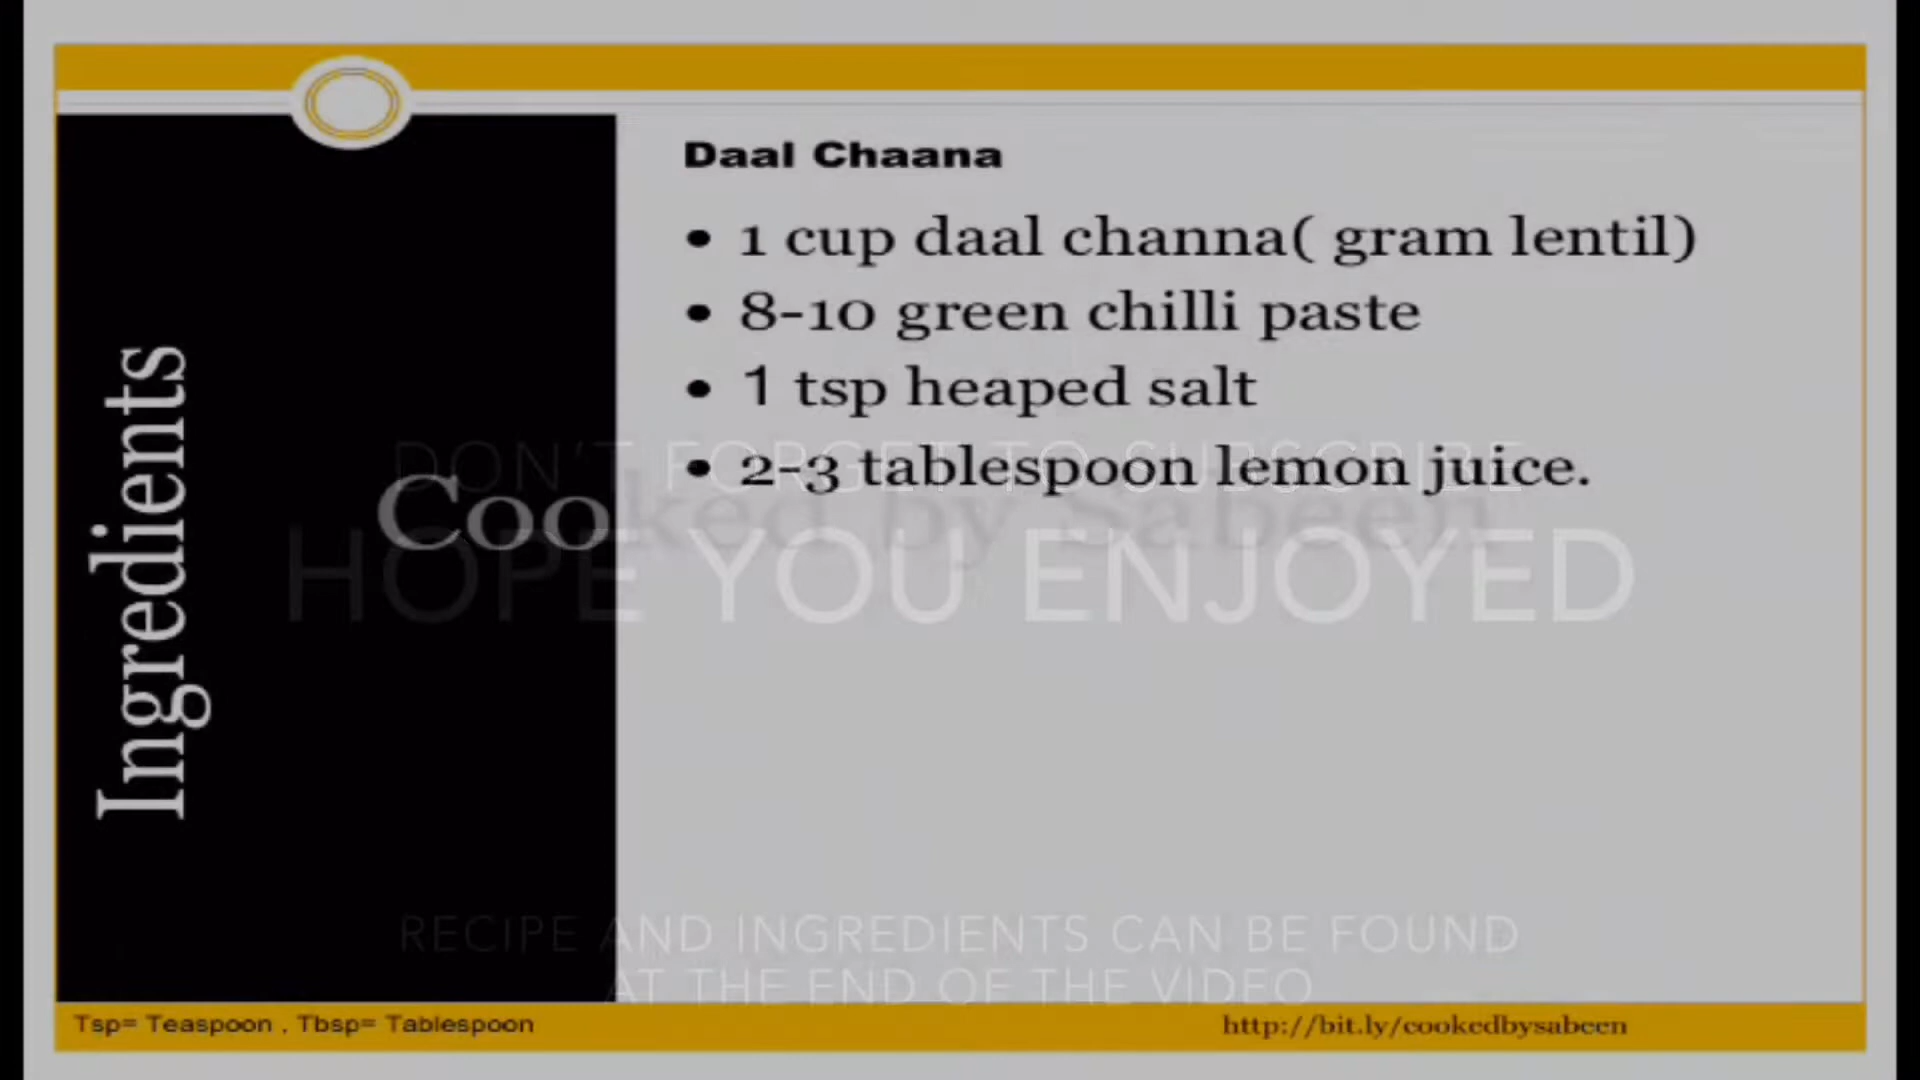 Daal Chaana
• 1 cup daal channa( gram lentil)
• 8-10 green chilli paste
• 1 tsp heaped salt
• 2-3 tablespoon lemon juice.
Ingredients
DON'T FORGET TO SUBSCRIBE
Cooked by Sabeen
HOPE YOU ENJOYED
RECIPE AND INGREDIENTS CAN BE FOUND
AT THE END OF THE VIDEO
Tsp= Teaspoon , Tbsp= Tablespoon
http://bit.ly/cookedbysabeen